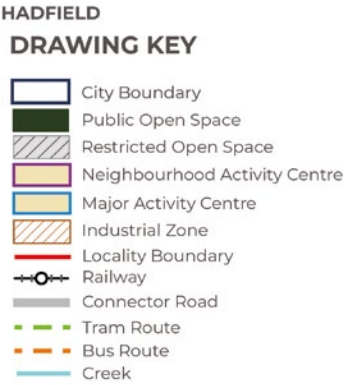 HADFIELD
DRAWING KEY
City Boundary
Public Open Space
Restricted Open Space
Neighbourhood Activity Centre
Major Activity Centre
Industrial Zone
Locality Boundary
Railway
Connector Road
Tram Route
Bus Route
Creek